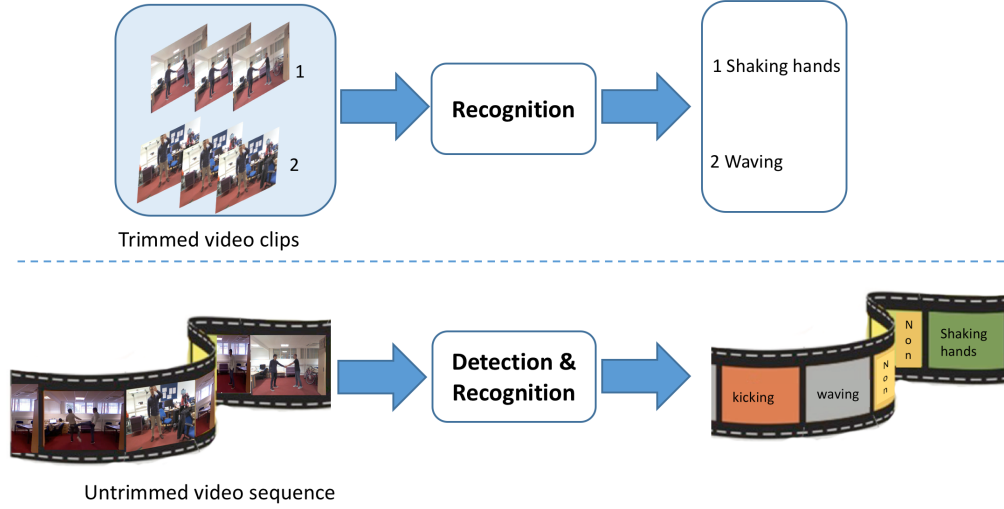 1
2
Trimmed video clips
Recognition
1 Shaking hands
2 Waving
Untrimmed video sequence
Detection &
Recognition
kicking
waving
Non
Non
Shaking
hands